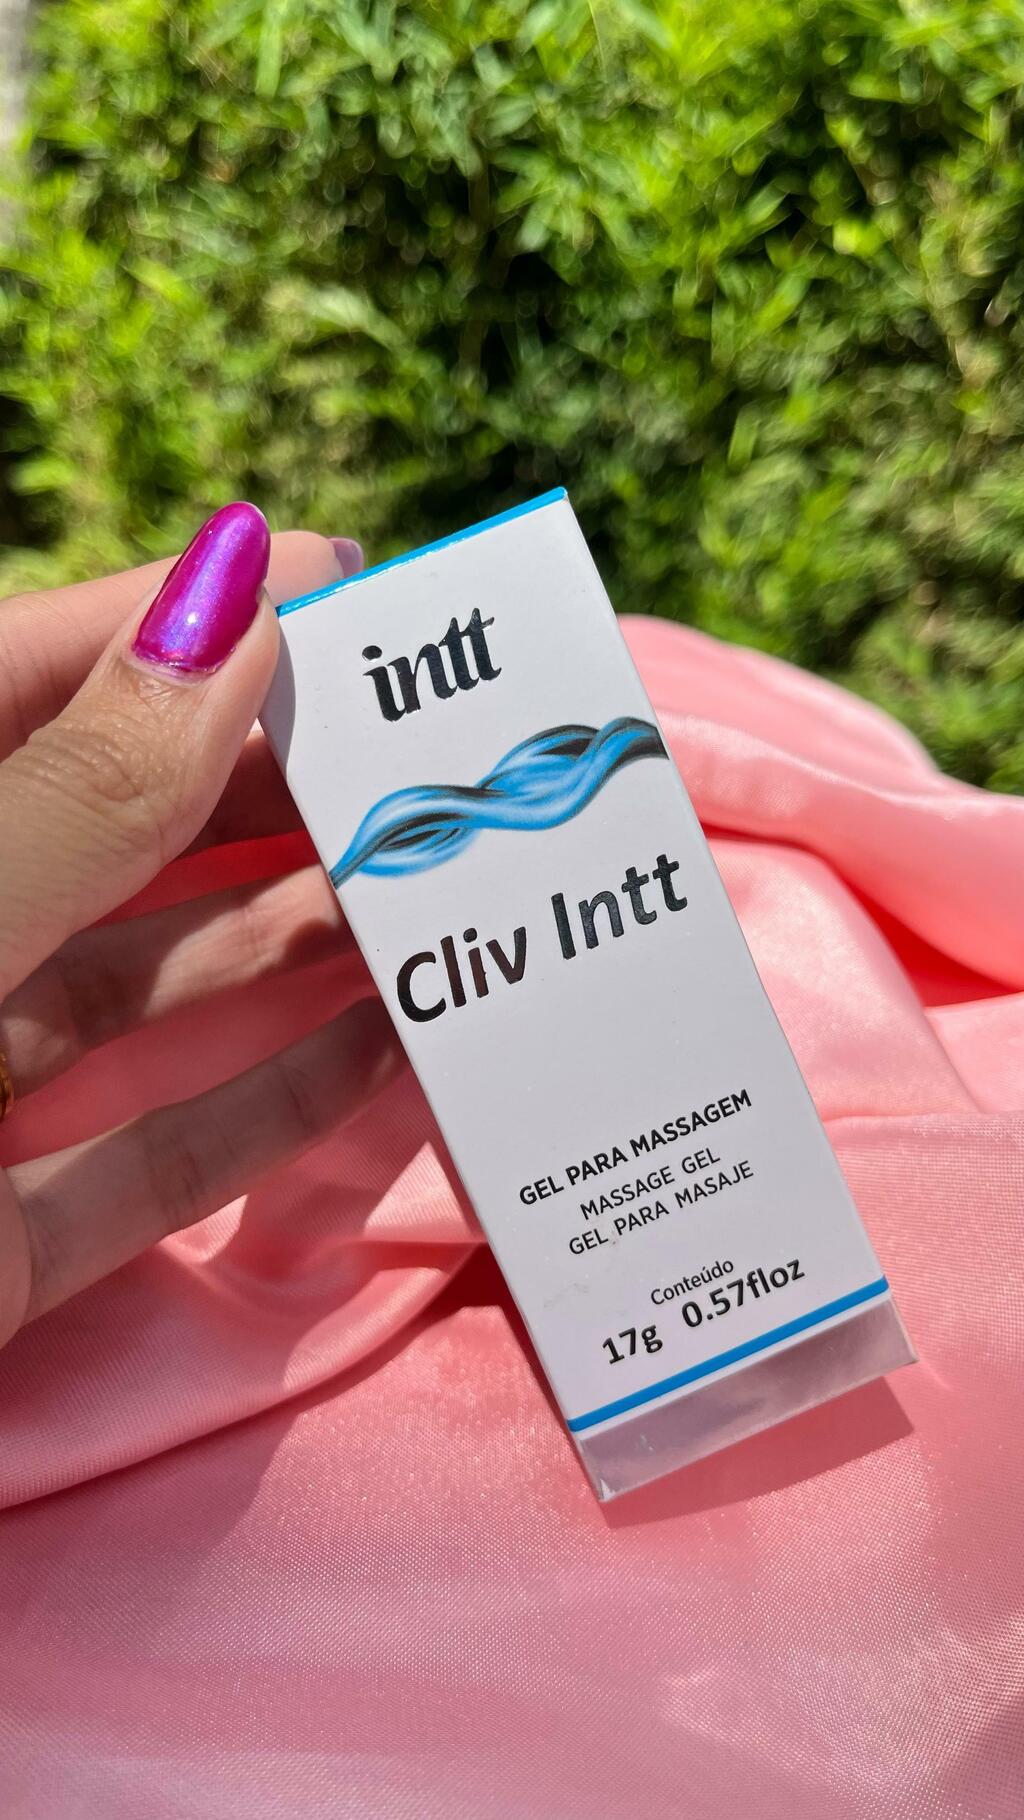 intt
Cliv Intt
GEL PARA MASSAGEM
MASSAGE GEL
GEL PARA MASAJE
Conteúdo
17g 0.57floz